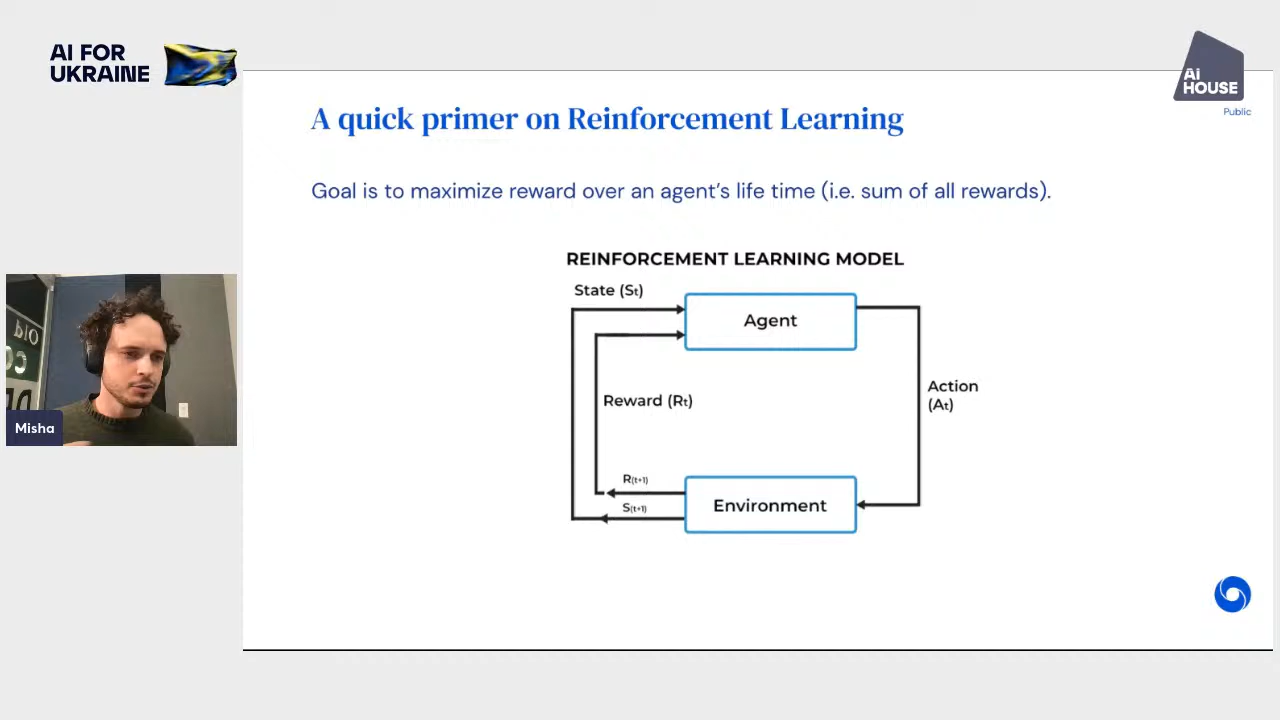 AI FOR
UKRAINE
Ai
HOUSE
Public
A quick primer on Reinforcement Learning
Goal is to maximize reward over an agent's life time (i.e. sum of all rewards).
REINFORCEMENT LEARNING MODEL
State (St)
Agent
Reward (Rt)
Action
(At)
R(t+1)
S(t+1)
Environment
Old
Misha